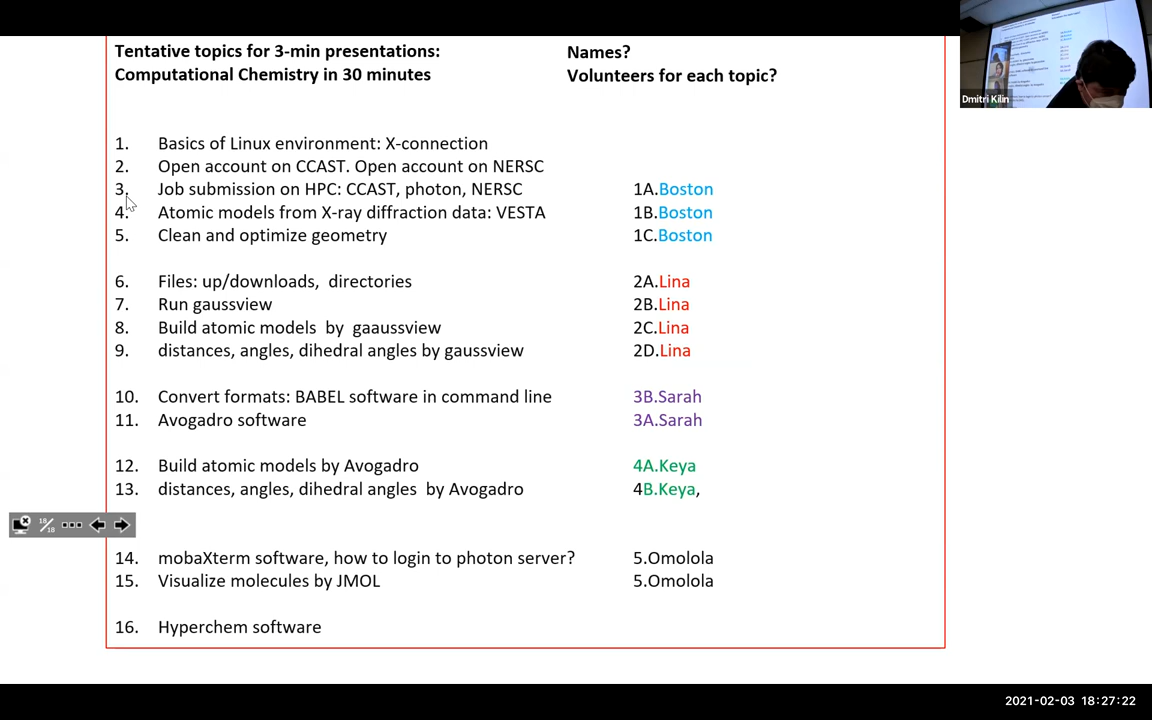 Tentative topics for 3-min presentations: Names?
Computational Chemistry in 30 minutes Volunteers for each topic?
1. Basics of Linux environment: X-connection
2. Open account on CCAST. Open account on NERSC
3. Job submission on HPC: CCAST, photon, NERSC 1A.Boston
4. Atomic models from X-ray diffraction data: VESTA 1B.Boston
5. Clean and optimize geometry 1C.Boston
6. Files: up/downloads, directories 2A.Lina
7. Run gaussview 2B.Lina
8. Build atomic models by gaaussview 2C.Lina
9. distances, angles, dihedral angles by gaussview 2D.Lina
10. Convert formats: BABEL software in command line 3B.Sarah
11. Avogadro software 3A.Sarah
12. Build atomic models by Avogadro 4A.Keya
13. distances, angles, dihedral angles by Avogadro 4B.Keya,
18/18
14. mobaXterm software, how to login to photon server? 5.Omolola
15. Visualize molecules by JMOL 5.Omolola
16. Hyperchem software
Dmitri Kilin
2021-02-03 18:27:22